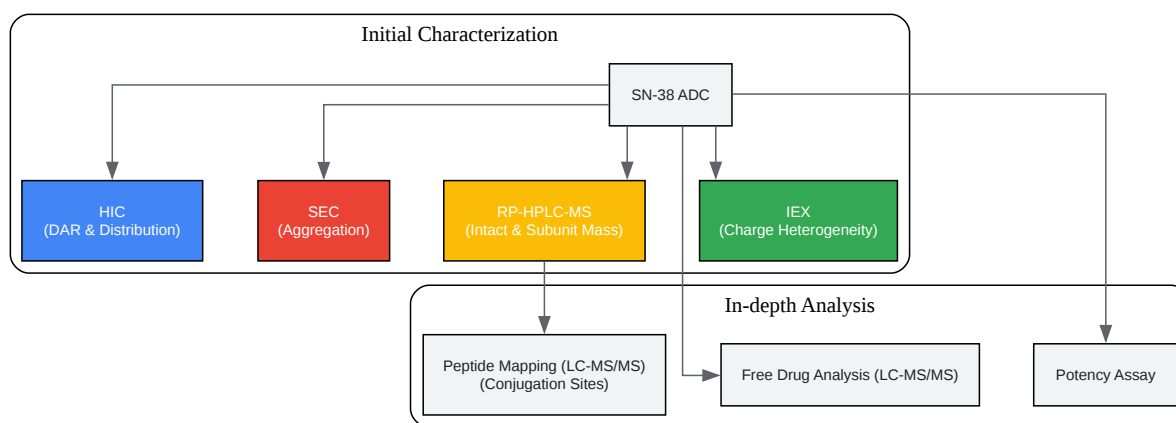 Initial Characterization
SN-38 ADC
HIC
(DAR & Distribution)
SEC
(Aggregation)
RP-HPLC-MS
(Intact & Subunit Mass)
IEX
(Charge Heterogeneity)
In-depth Analysis
Peptide Mapping (LC-MS/MS)
(Conjugation Sites)
Free Drug Analysis (LC-MS/MS)
Potency Assay